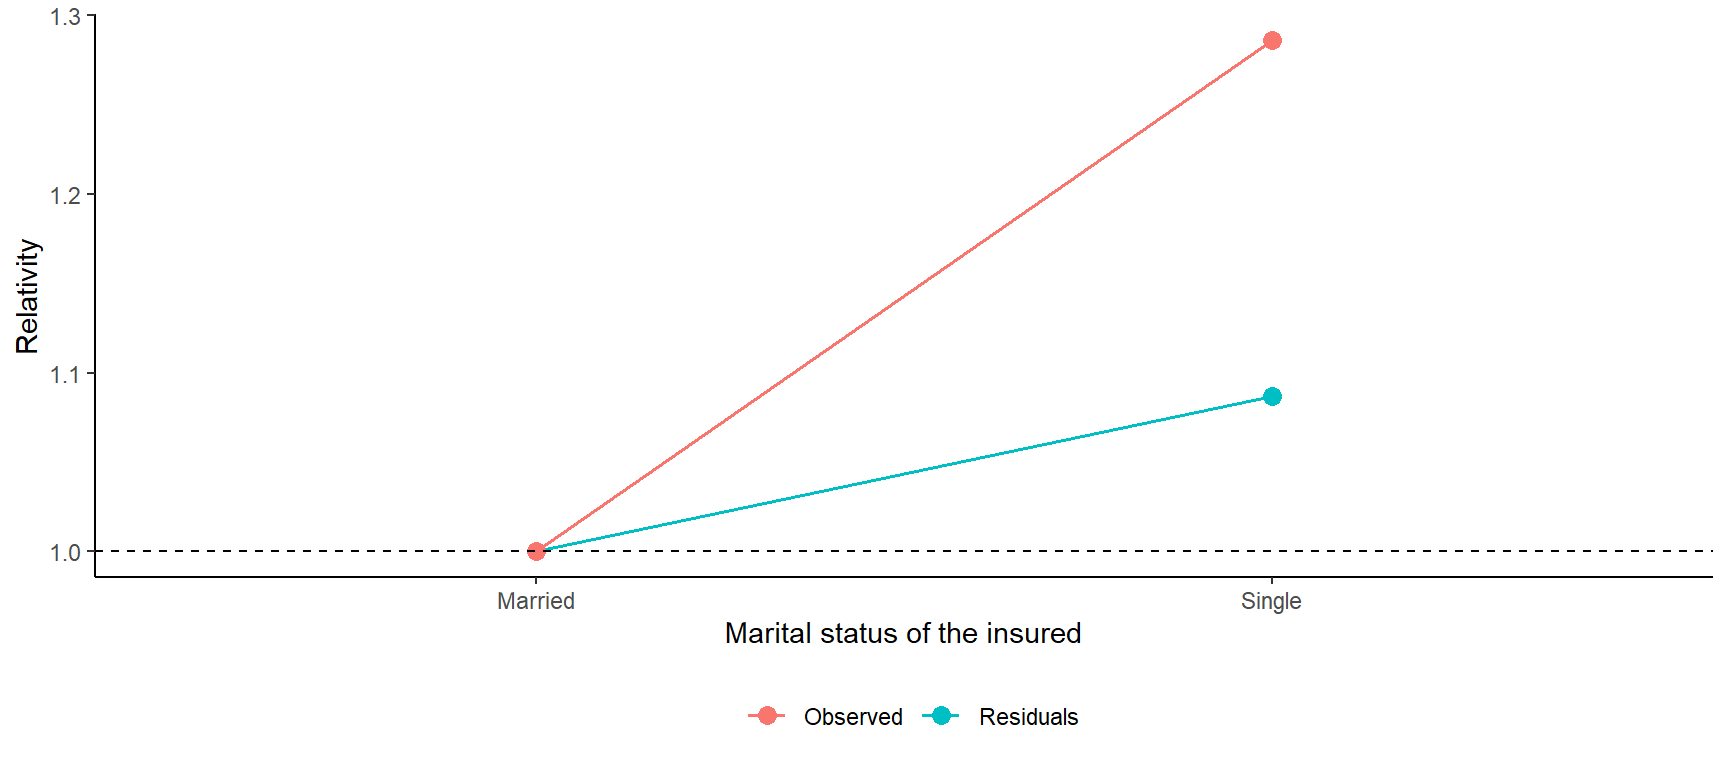 1.3
1.2
1.1
1.0
Relativity
Married Single
Marital status of the insured
Observed Residuals